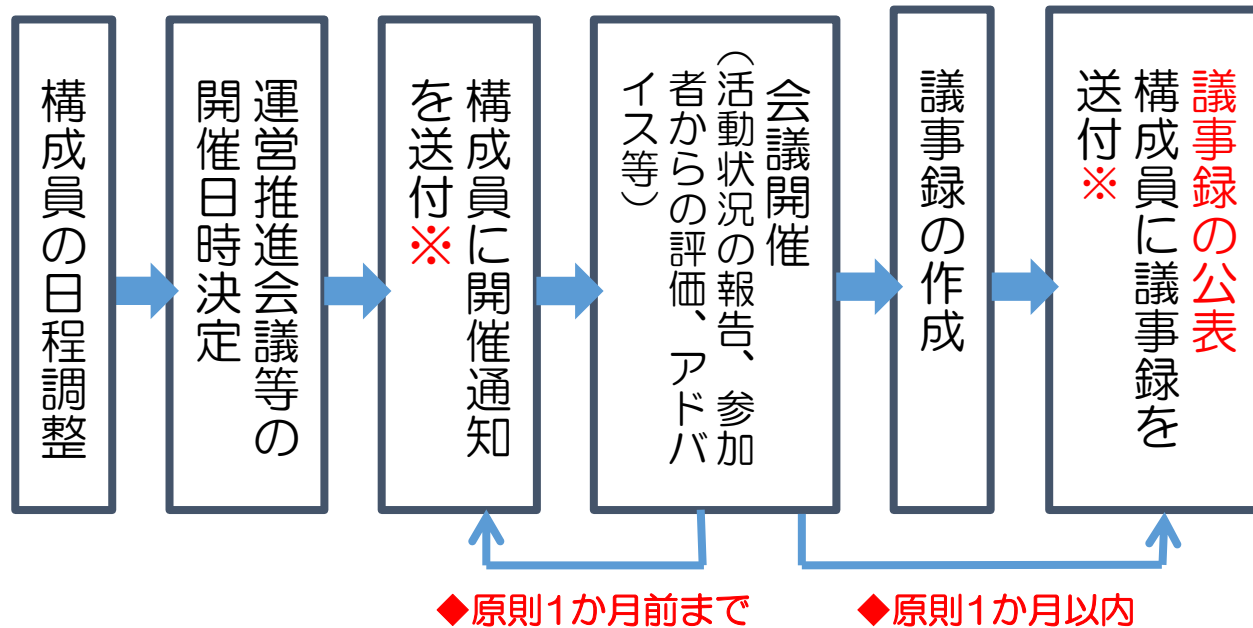 構成員の日程調整
運営推進会議等の
開催日時決定
構成員に開催通知
を送付※
会議開催
（活動状況の報告、参加
者からの評価、アドバ
イス等）
議事録の作成
議事録の公表
構成員に議事録を
送付※
◆原則1か月前まで
◆原則1か月以内